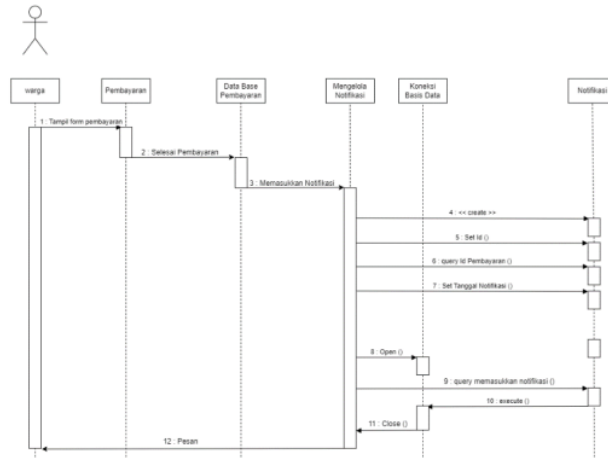 warga
Pembayaran
Data Base
Pembayaran
Mengelola
Notifikasi
Koneksi
Basis Data
Notifikasi
1 : Tampil form pembayaran
2 : Selesai Pembayaran
3 : Memasukkan Notifikasi
4 : << create >>
5 : Set Id ()
6 : query Id Pembayaran ()
7 : Set Tanggal Notifikasi ()
8 : Open ()
9 : query memasukkan notifikasi ()
10 : execute ()
11 : Close ()
12 : Pesan